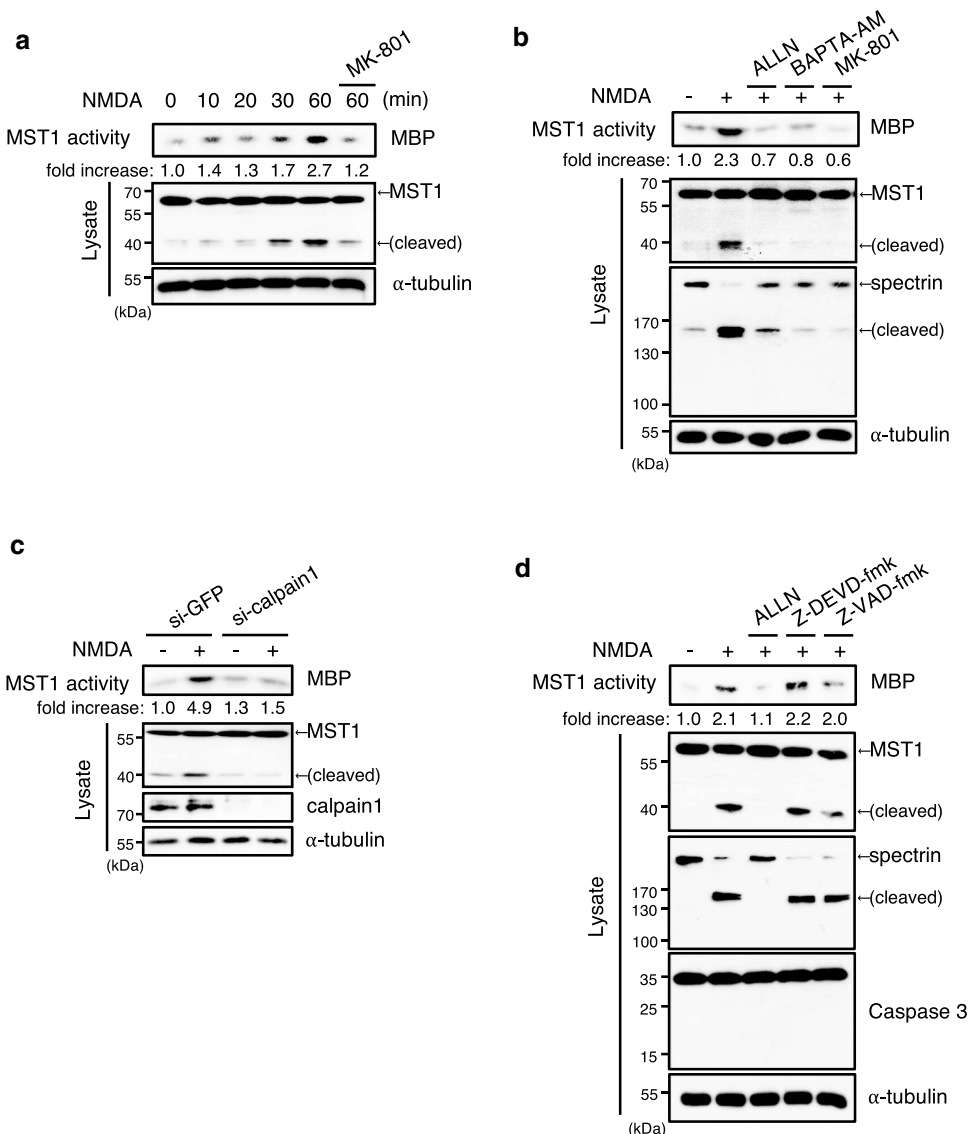 a
MK-801
NMDA 0 10 20 30 60 60 (min)
MST1 activity MBP
fold increase: 1.0 1.4 1.3 1.7 2.7 1.2
70 ←MST1
55
40 ←(cleaved)
Lysate
55 α-tubulin
(kDa)
b
ALLN BAPTA-AM MK-801
NMDA - + + + +
MST1 activity MBP
fold increase: 1.0 2.3 0.7 0.8 0.6
70 ←MST1
55
40 ←(cleaved)
←spectrin
Lysate
170 ←(cleaved)
130
100
55 α-tubulin
(kDa)
c
si-GFP si-calpain1
NMDA - + - +
MST1 activity MBP
fold increase: 1.0 4.9 1.3 1.5
55 ←MST1
40 ←(cleaved)
Lysate
70 calpain1
55 α-tubulin
(kDa)
d
ALLN Z-DEVD-fmk Z-VAD-fmk
NMDA - + + + +
MST1 activity MBP
fold increase: 1.0 2.1 1.1 2.2 2.0
←MST1
55
40 ←(cleaved)
←spectrin
170
←(cleaved)
130
100
Lysate
35
25 Caspase 3
15
55 α-tubulin
(kDa)